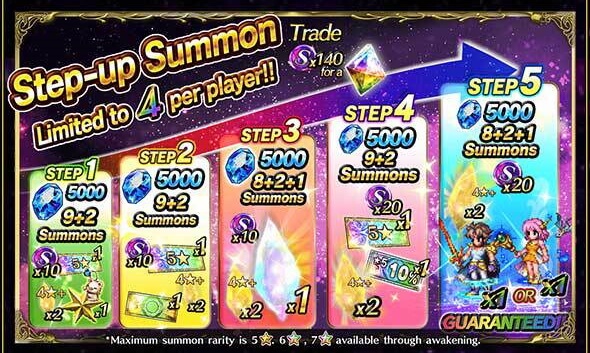 Step-up Summon
Limited to 4 per player!!
Trade
S x140
for a
STEP 1
5000
9+2
Summons
S x10
5★ x1
4★+
x1
x2
STEP 2
5000
9+2
Summons
S x10
5★ x1
4★+
x2
x2
STEP 3
5000
8+2+1
Summons
S x10
4★+
x2
x1
STEP 4
5000
9+2
Summons
S x20
5★ x1
4★+
+5 10% x1
x2
STEP 5
5000
8+2+1
Summons
4★+
S x20
x2
x1 OR x1
GUARANTEED!!
*Maximum summon rarity is 5★. 6★, 7★ available through awakening.